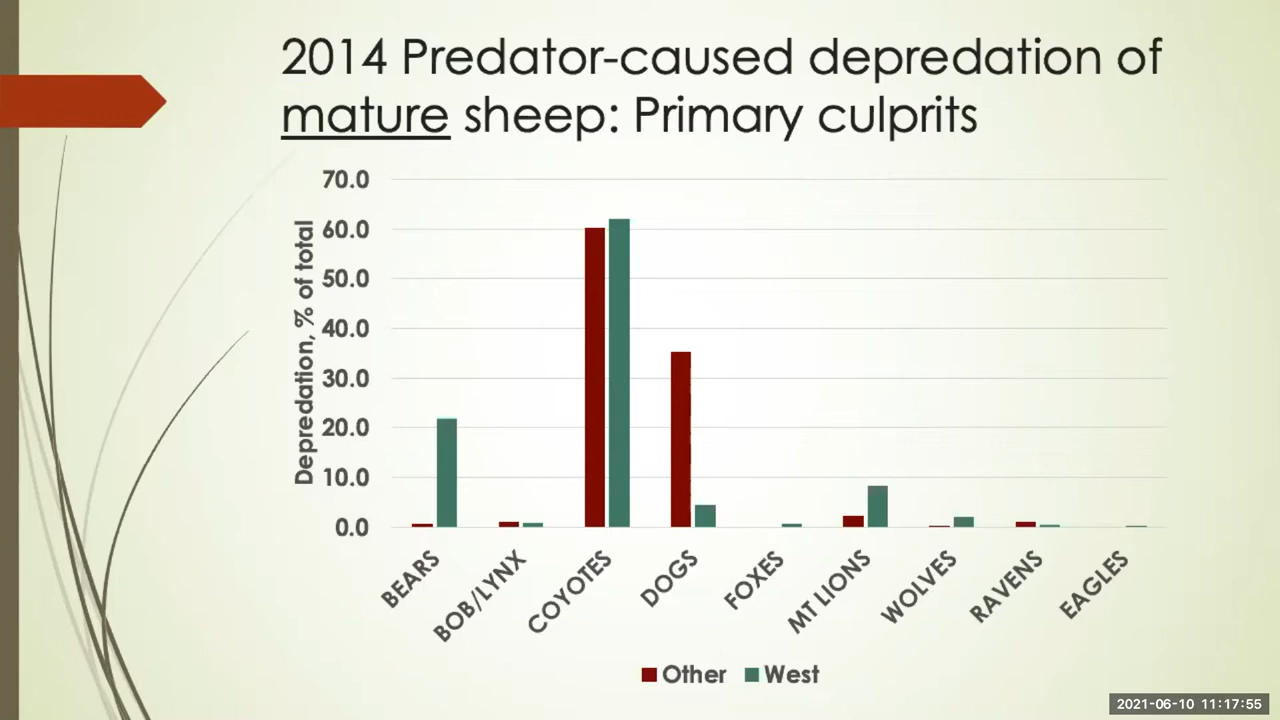 2014 Predator-caused depredation of
mature sheep: Primary culprits
Depredation, % of total
70.0
60.0
50.0
40.0
30.0
20.0
10.0
0.0
BEARS
BOB/LYNX
COYOTES
DOGS
FOXES
MT LIONS
WOLVES
RAVENS
EAGLES
Other
West
2021-06-10 11:17:55